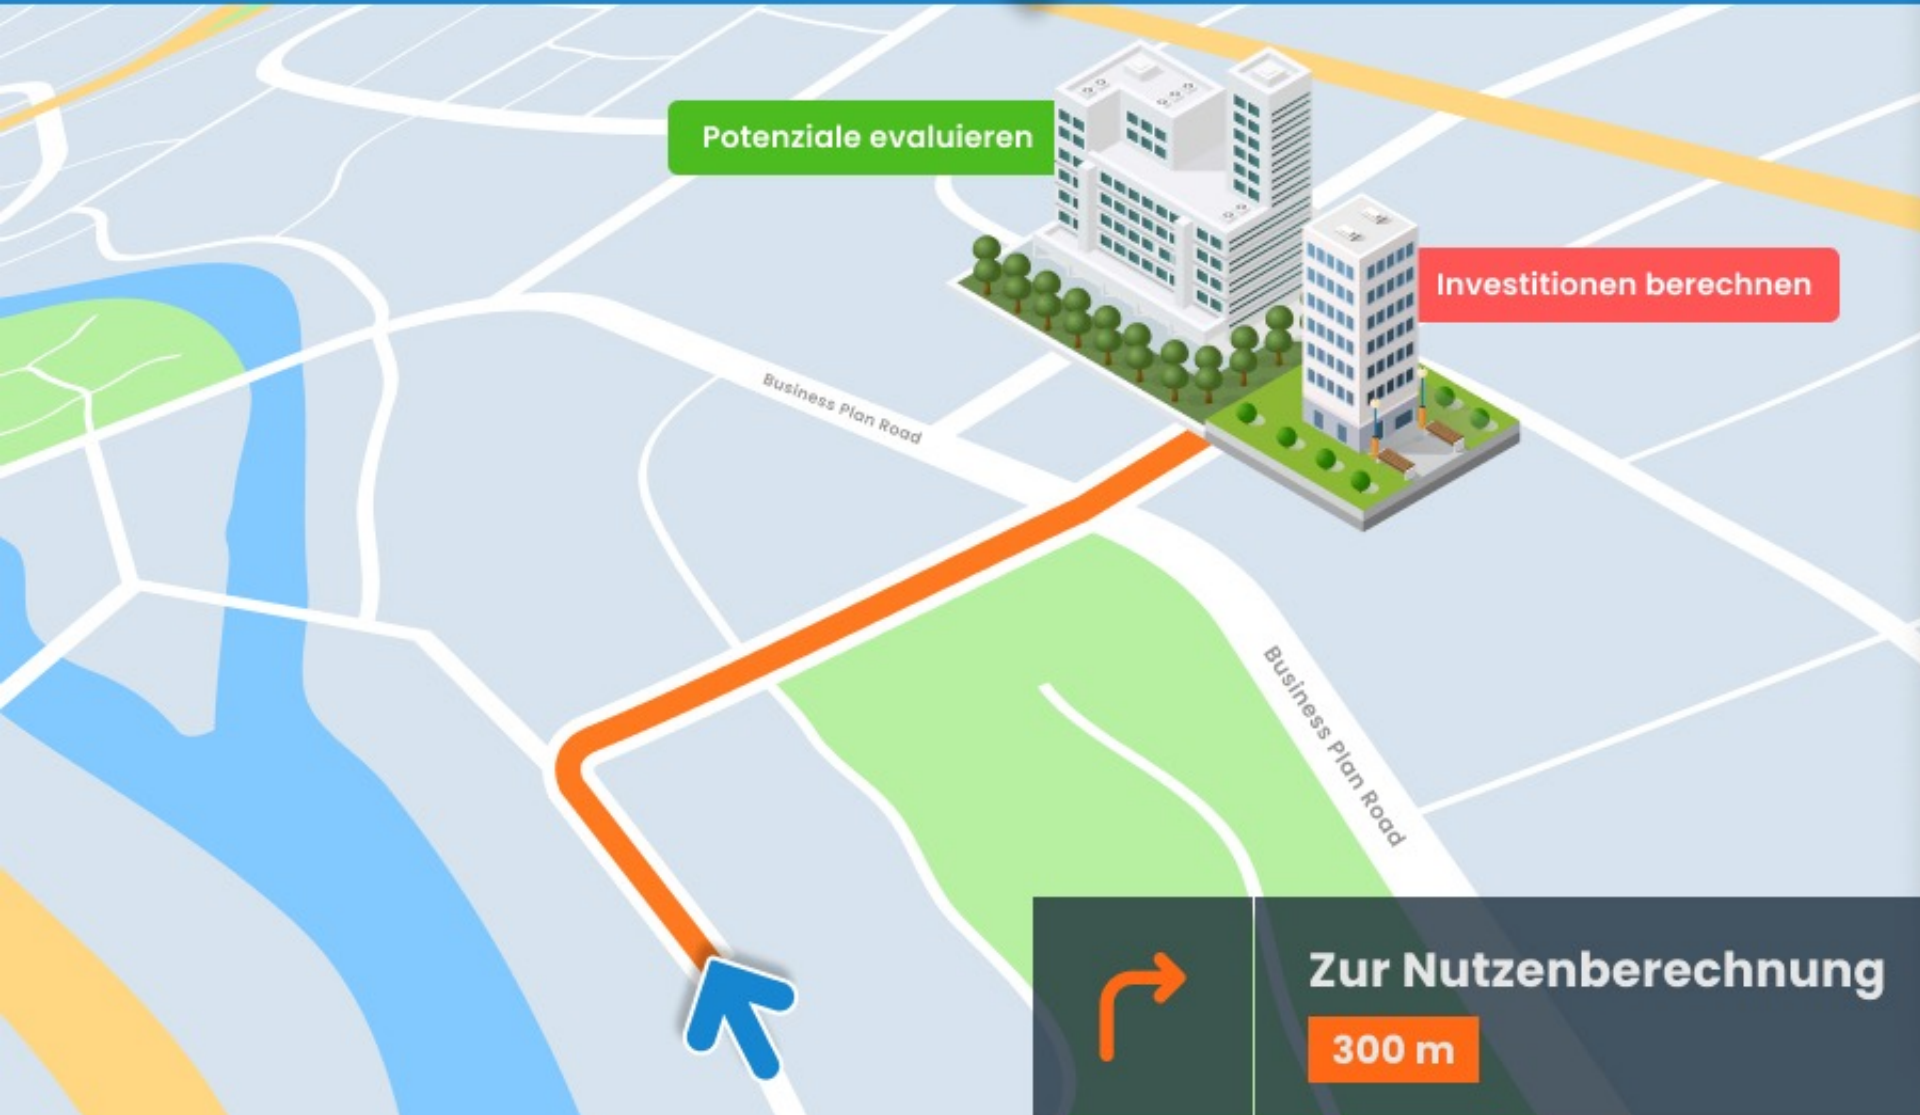 Potenziale evaluieren
Investitionen berechnen
Business Plan Road
Business Plan Road
Zur Nutzenberechnung
300 m